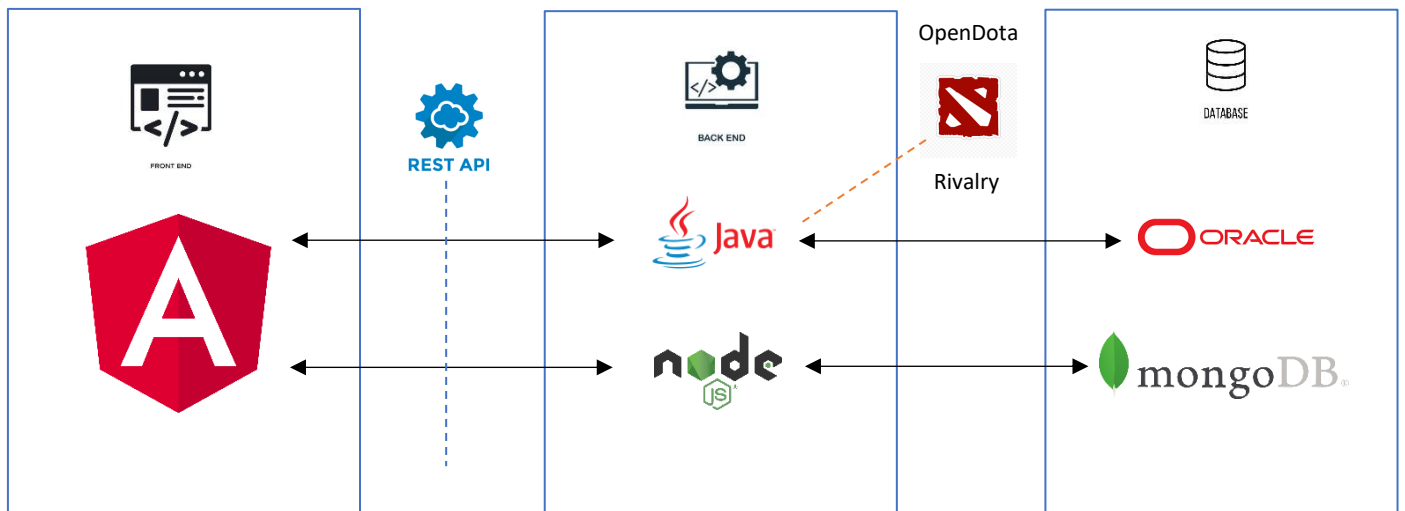 FRONT END
REST API
BACK END
OpenDota
Rivalry
DATABASE
Java
ORACLE
node
JS
mongoDB